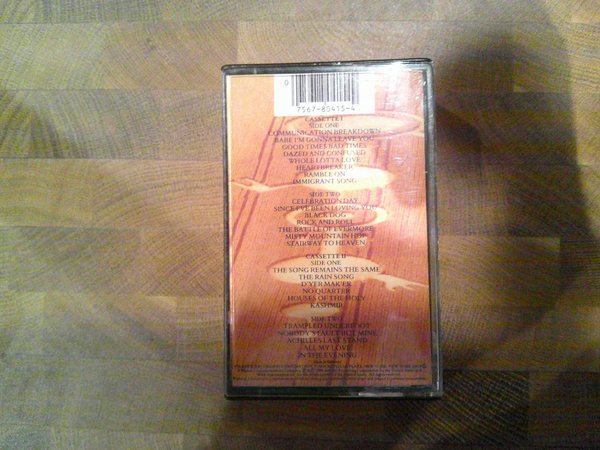 0
7567-80415-4
CASSETTE I
SIDE ONE
COMMUNICATION BREAKDOWN
BABE I'M GONNA LEAVE YOU
GOOD TIMES BAD TIMES
DAZED AND CONFUSED
WHOLE LOTTA LOVE
HEARTBREAKER
RAMBLE ON
IMMIGRANT SONG
SIDE TWO
CELEBRATION DAY
SINCE I'VE BEEN LOVING YOU
BLACK DOG
ROCK AND ROLL
THE BATTLE OF EVERMORE
MISTY MOUNTAIN HOP
STAIRWAY TO HEAVEN
CASSETTE II
SIDE ONE
THE SONG REMAINS THE SAME
THE RAIN SONG
D'YER MAK'ER
NO QUARTER
HOUSES OF THE HOLY
KASHMIR
SIDE TWO
TRAMPLED UNDERFOOT
NOBODY'S FAULT BUT MINE
ACHILLES LAST STAND
ALL MY LOVE
IN THE EVENING